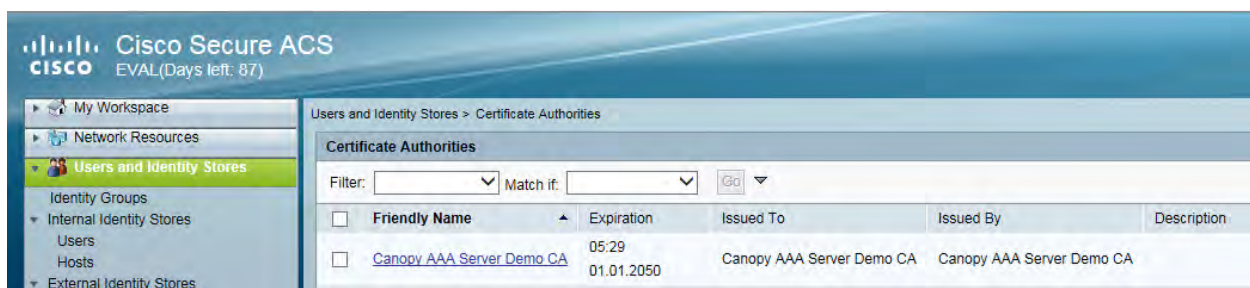 Cisco Secure ACS
CISCO EVAL(Days left: 87)
My Workspace
Network Resources
Users and Identity Stores
Identity Groups
Internal Identity Stores
Users
Hosts
External Identity Stores
Users and Identity Stores > Certificate Authorities
Certificate Authorities
Filter: Match if: Go
Friendly Name Expiration Issued To Issued By Description
Canopy AAA Server Demo CA 05:29 01.01.2050 Canopy AAA Server Demo CA Canopy AAA Server Demo CA